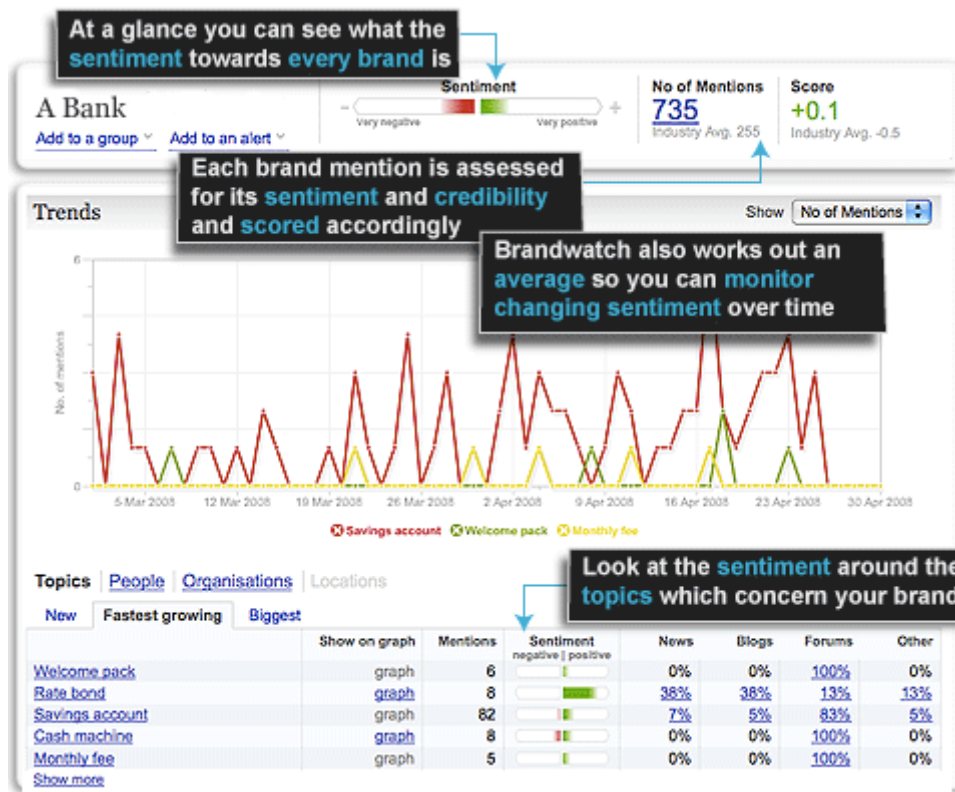 At a glance you can see what the
sentiment towards every brand is
A Bank
Add to a group Add to an alert
Sentiment
- +
Very negative Very positive
No of Mentions
735
Industry Avg. 255
Score
+0.1
Industry Avg. -0.5
Each brand mention is assessed
for its sentiment and credibility
and scored accordingly
Trends
Show No of Mentions
Brandwatch also works out an
average so you can monitor
changing sentiment over time
6
No. of mentions
0
5 Mar 2008 12 Mar 2008 19 Mar 2008 26 Mar 2008 2 Apr 2008 9 Apr 2008 16 Apr 2008 23 Apr 2008 30 Apr 2008
Savings account Welcome pack Monthly fee
Look at the sentiment around the
topics which concern your brand
Topics | People | Organisations | Locations
New Fastest growing Biggest
Show on graph Mentions Sentiment News Blogs Forums Other
negative | positive
Welcome pack graph 6 0% 0% 100% 0%
Rate bond graph 8 38% 38% 13% 13%
Savings account graph 82 7% 5% 83% 5%
Cash machine graph 8 0% 0% 100% 0%
Monthly fee graph 5 0% 0% 100% 0%
Show more